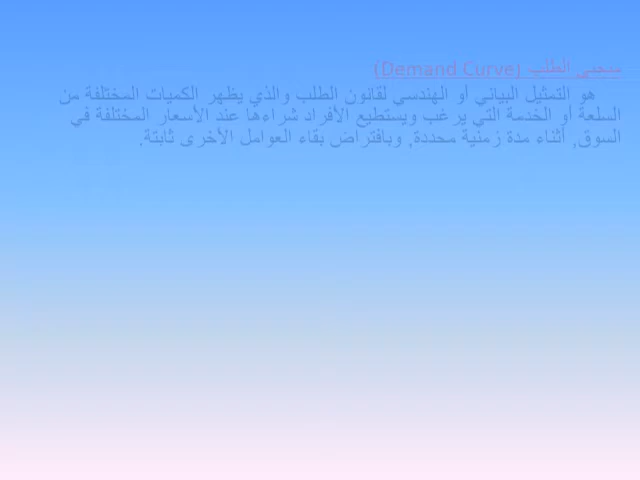 منحنى الطلب (Demand Curve)
هو التمثيل البياني أو الهندسي لقانون الطلب والذي يظهر الكميات المختلفة من
السلعة أو الخدمة التي يرغب ويستطيع الأفراد شراءها عند الأسعار المختلفة في
السوق, أثناء مدة زمنية محددة, وبافتراض بقاء العوامل الأخرى ثابتة.